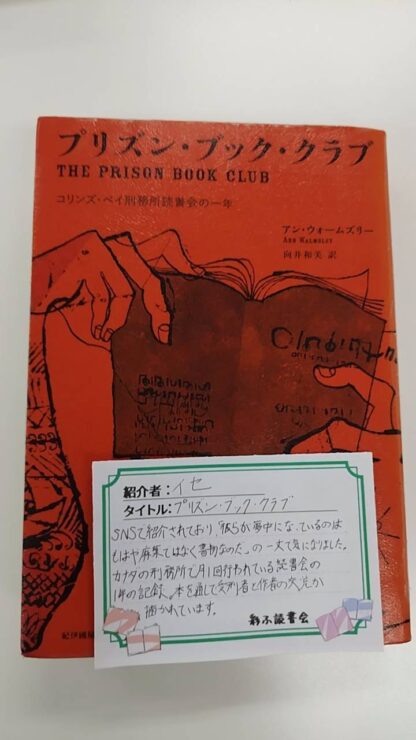 プリズン・ブック・クラブ
THE PRISON BOOK CLUB
コリンズ・ベイ刑務所読書会の一年
アン・ウォームズリー
ANN WALMSLEY
向井和美 訳
紹介者：イセ
タイトル：プリズン・ブック・クラブ
SNSで紹介されており、「彼らが夢中になっているのは
もはや麻薬ではなく書物なのだ。」の一文で気になりました。
カナダの刑務所で月1回行われている読書会の
1年の記録。本を通して受刑者と作者の交流が
描かれています。
彩ふ読書会
紀伊國屋